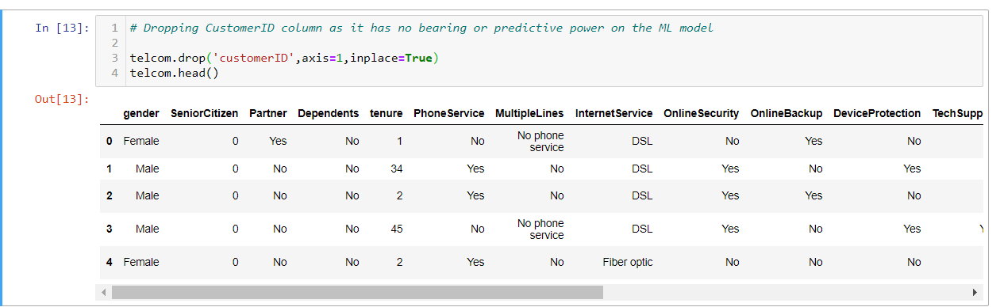 In [13]:
1 # Dropping CustomerID column as it has no bearing or predictive power on the ML model
2
3 telcom.drop('customerID',axis=1,inplace=True)
4 telcom.head()
Out[13]:
gender SeniorCitizen Partner Dependents tenure PhoneService MultipleLines InternetService OnlineSecurity OnlineBackup DeviceProtection TechSupp
0 Female 0 Yes No 1 No No phone service DSL No Yes No
1 Male 0 No No 34 Yes No DSL Yes No Yes
2 Male 0 No No 2 Yes No DSL Yes Yes No
3 Male 0 No No 45 No No phone service DSL Yes No Yes
4 Female 0 No No 2 Yes No Fiber optic No No No